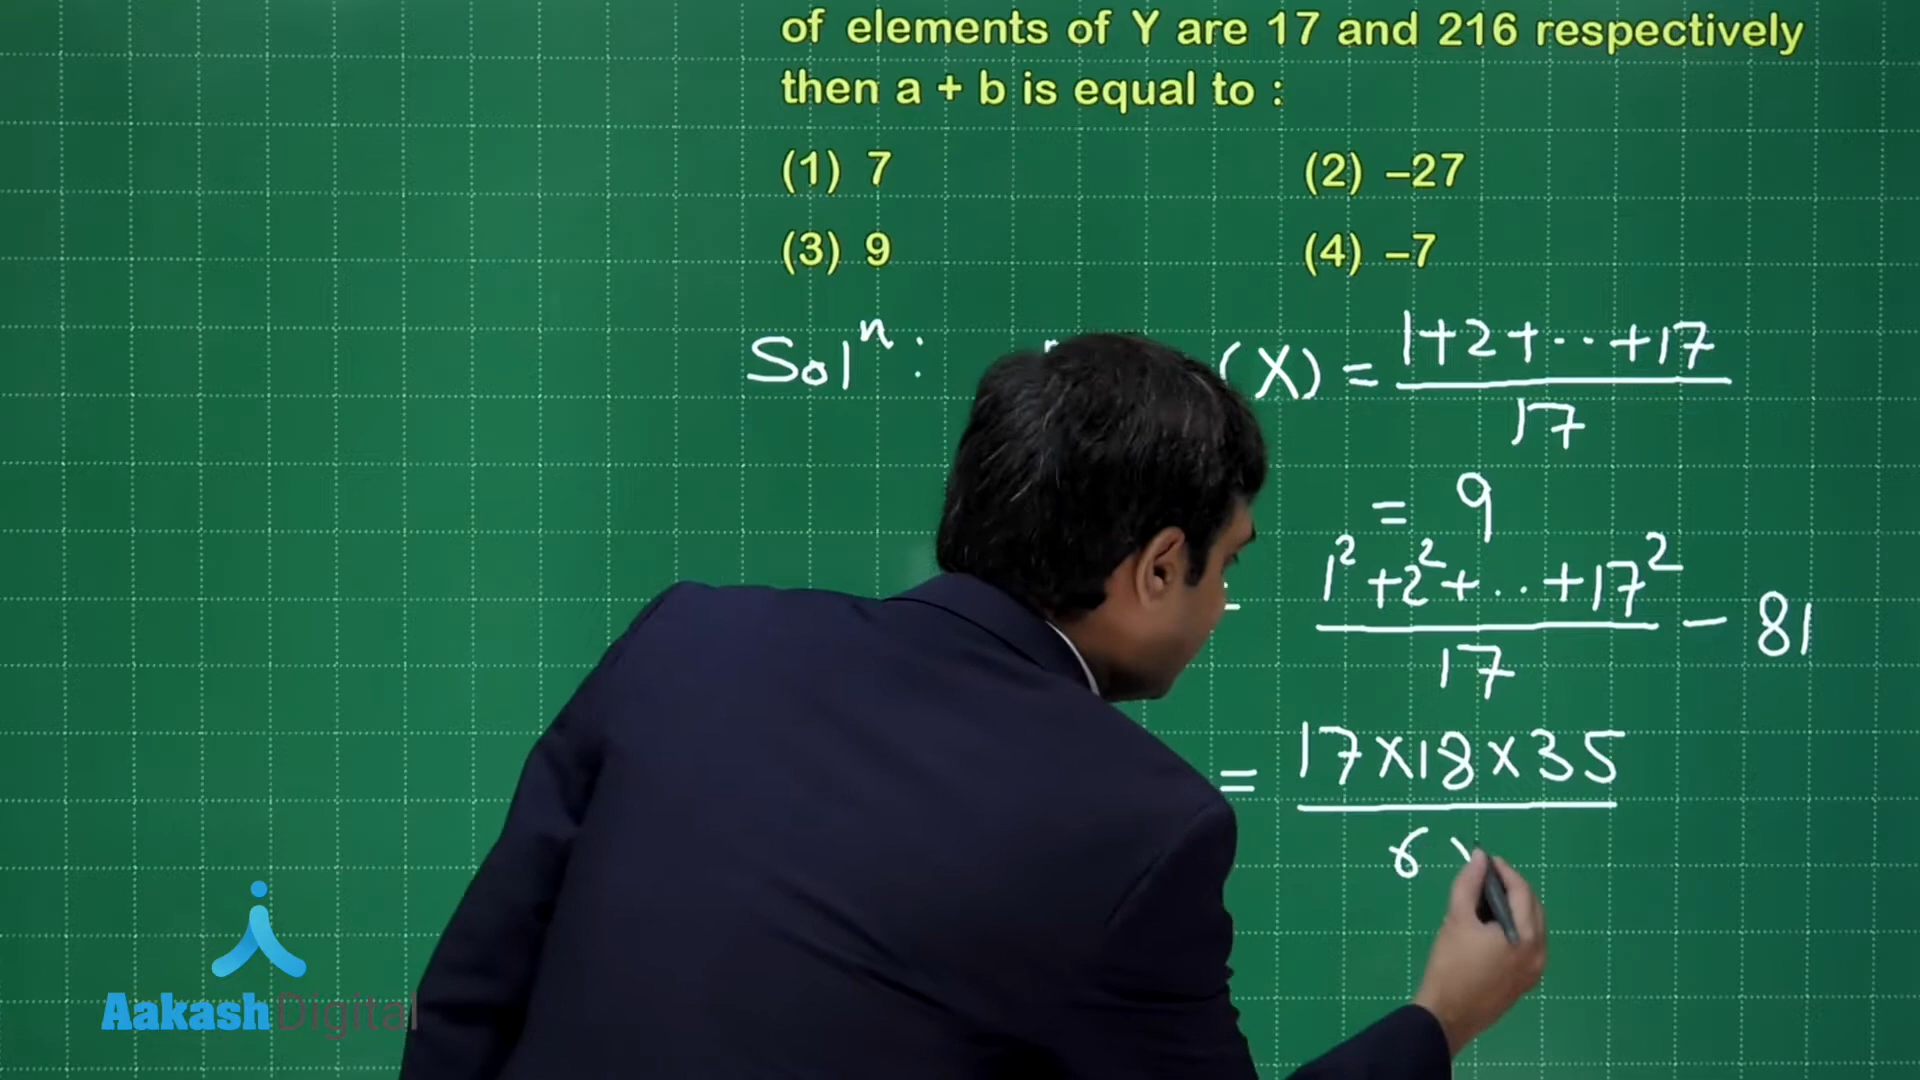 of elements of Y are 17 and 216 respectively
then a + b is equal to :
(1) 7 (2) –27
(3) 9 (4) –7
Solⁿ: (X) = 1+2+··+17 / 17
= 9
1²+2²+··+17² / 17 – 81
= 17×18×35 / 6
Aakash Digital